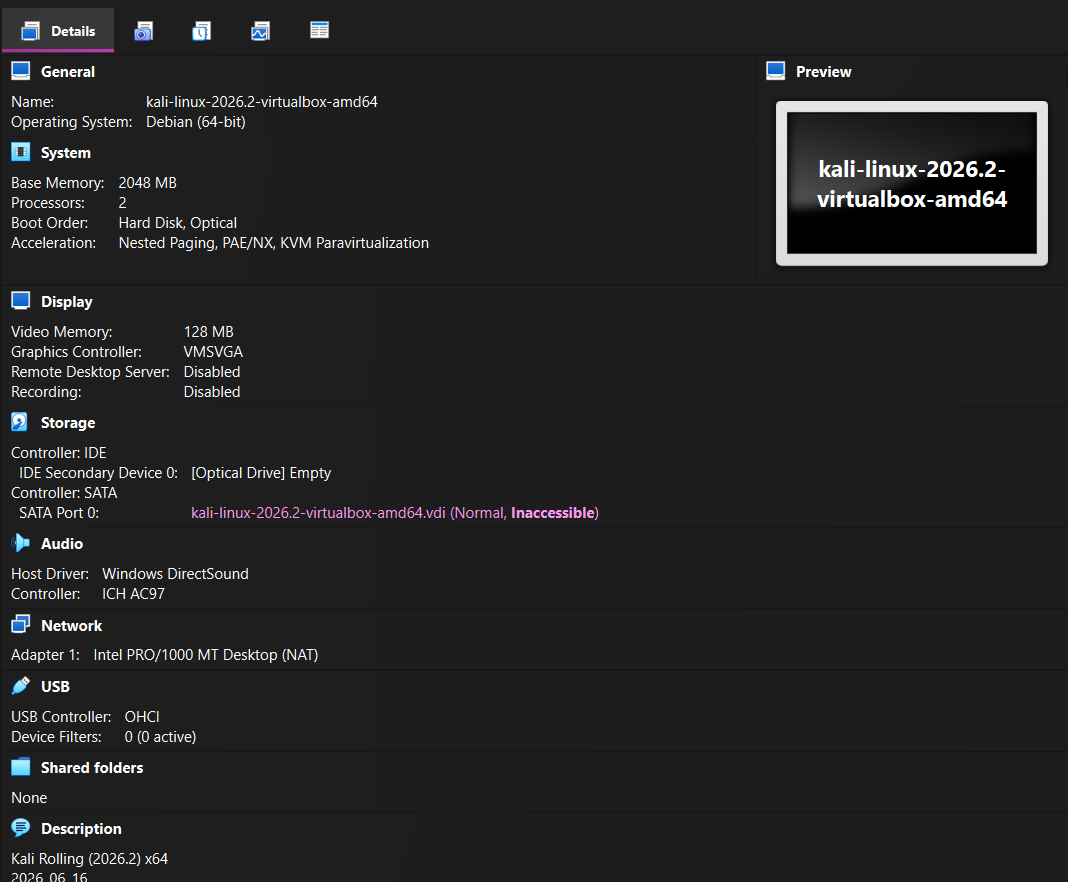 Details
General
Name: kali-linux-2026.2-virtualbox-amd64
Operating System: Debian (64-bit)
System
Base Memory: 2048 MB
Processors: 2
Boot Order: Hard Disk, Optical
Acceleration: Nested Paging, PAE/NX, KVM Paravirtualization
Preview
kali-linux-2026.2-
virtualbox-amd64
Display
Video Memory: 128 MB
Graphics Controller: VMSVGA
Remote Desktop Server: Disabled
Recording: Disabled
Storage
Controller: IDE
IDE Secondary Device 0: [Optical Drive] Empty
Controller: SATA
SATA Port 0: kali-linux-2026.2-virtualbox-amd64.vdi (Normal, Inaccessible)
Audio
Host Driver: Windows DirectSound
Controller: ICH AC97
Network
Adapter 1: Intel PRO/1000 MT Desktop (NAT)
USB
USB Controller: OHCI
Device Filters: 0 (0 active)
Shared folders
None
Description
Kali Rolling (2026.2) x64
2026 06 16